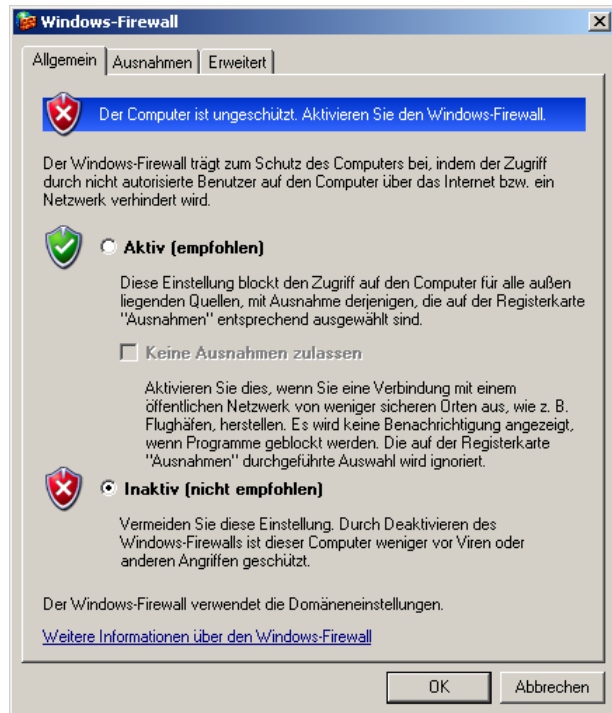 Windows-Firewall
Allgemein Ausnahmen Erweitert
Der Computer ist ungeschützt. Aktivieren Sie den Windows-Firewall.
Der Windows-Firewall trägt zum Schutz des Computers bei, indem der Zugriff
durch nicht autorisierte Benutzer auf den Computer über das Internet bzw. ein
Netzwerk verhindert wird.
Aktiv (empfohlen)
Diese Einstellung blockt den Zugriff auf den Computer für alle außen
liegenden Quellen, mit Ausnahme derjenigen, die auf der Registerkarte
"Ausnahmen" entsprechend ausgewählt sind.
Keine Ausnahmen zulassen
Aktivieren Sie dies, wenn Sie eine Verbindung mit einem
öffentlichen Netzwerk von weniger sicheren Orten aus, wie z. B.
Flughäfen, herstellen. Es wird keine Benachrichtigung angezeigt,
wenn Programme geblockt werden. Die auf der Registerkarte
"Ausnahmen" durchgeführte Auswahl wird ignoriert.
Inaktiv (nicht empfohlen)
Vermeiden Sie diese Einstellung. Durch Deaktivieren des
Windows-Firewalls ist dieser Computer weniger vor Viren oder
anderen Angriffen geschützt.
Der Windows-Firewall verwendet die Domäneneinstellungen.
Weitere Informationen über den Windows-Firewall
OK Abbrechen